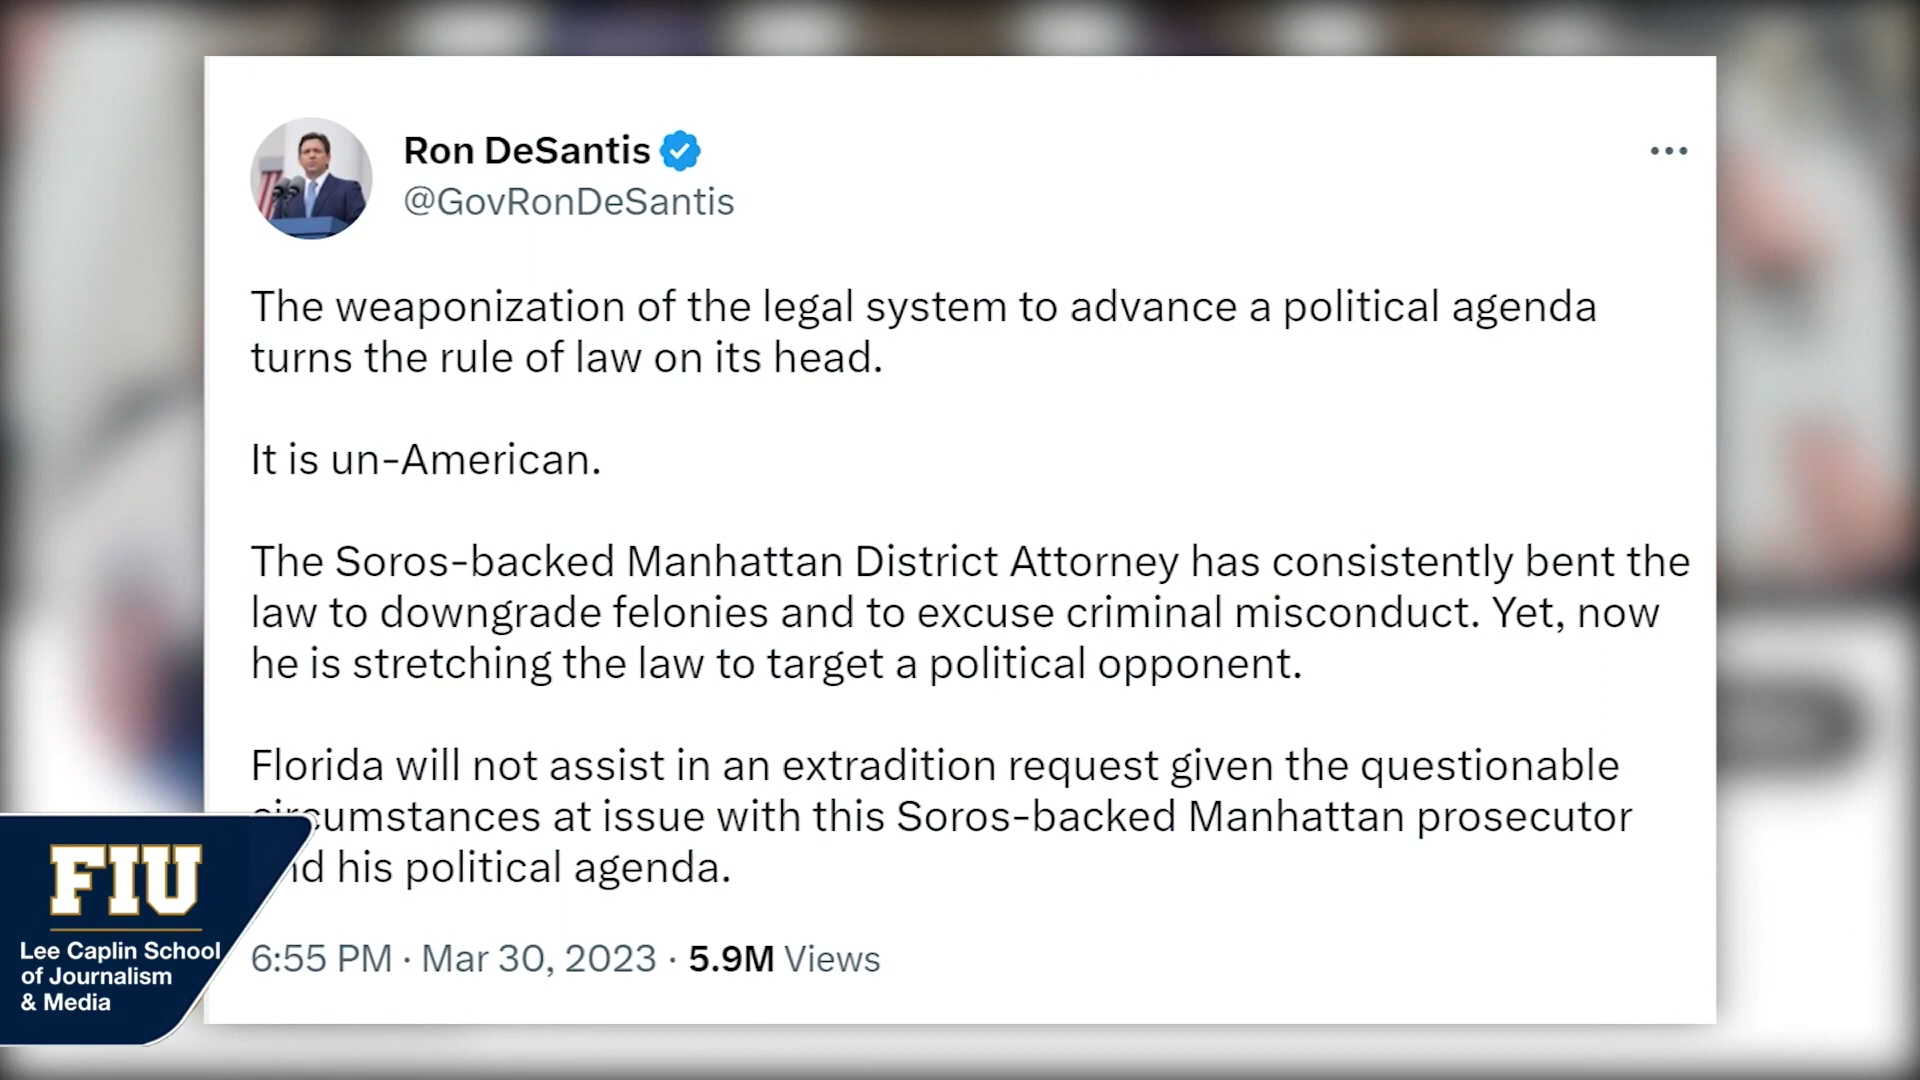 Ron DeSantis
@GovRonDeSantis
The weaponization of the legal system to advance a political agenda
turns the rule of law on its head.
It is un-American.
The Soros-backed Manhattan District Attorney has consistently bent the
law to downgrade felonies and to excuse criminal misconduct. Yet, now
he is stretching the law to target a political opponent.
Florida will not assist in an extradition request given the questionable
circumstances at issue with this Soros-backed Manhattan prosecutor
and his political agenda.
6:55 PM · Mar 30, 2023 · 5.9M Views
FIU
Lee Caplin School
of Journalism
& Media